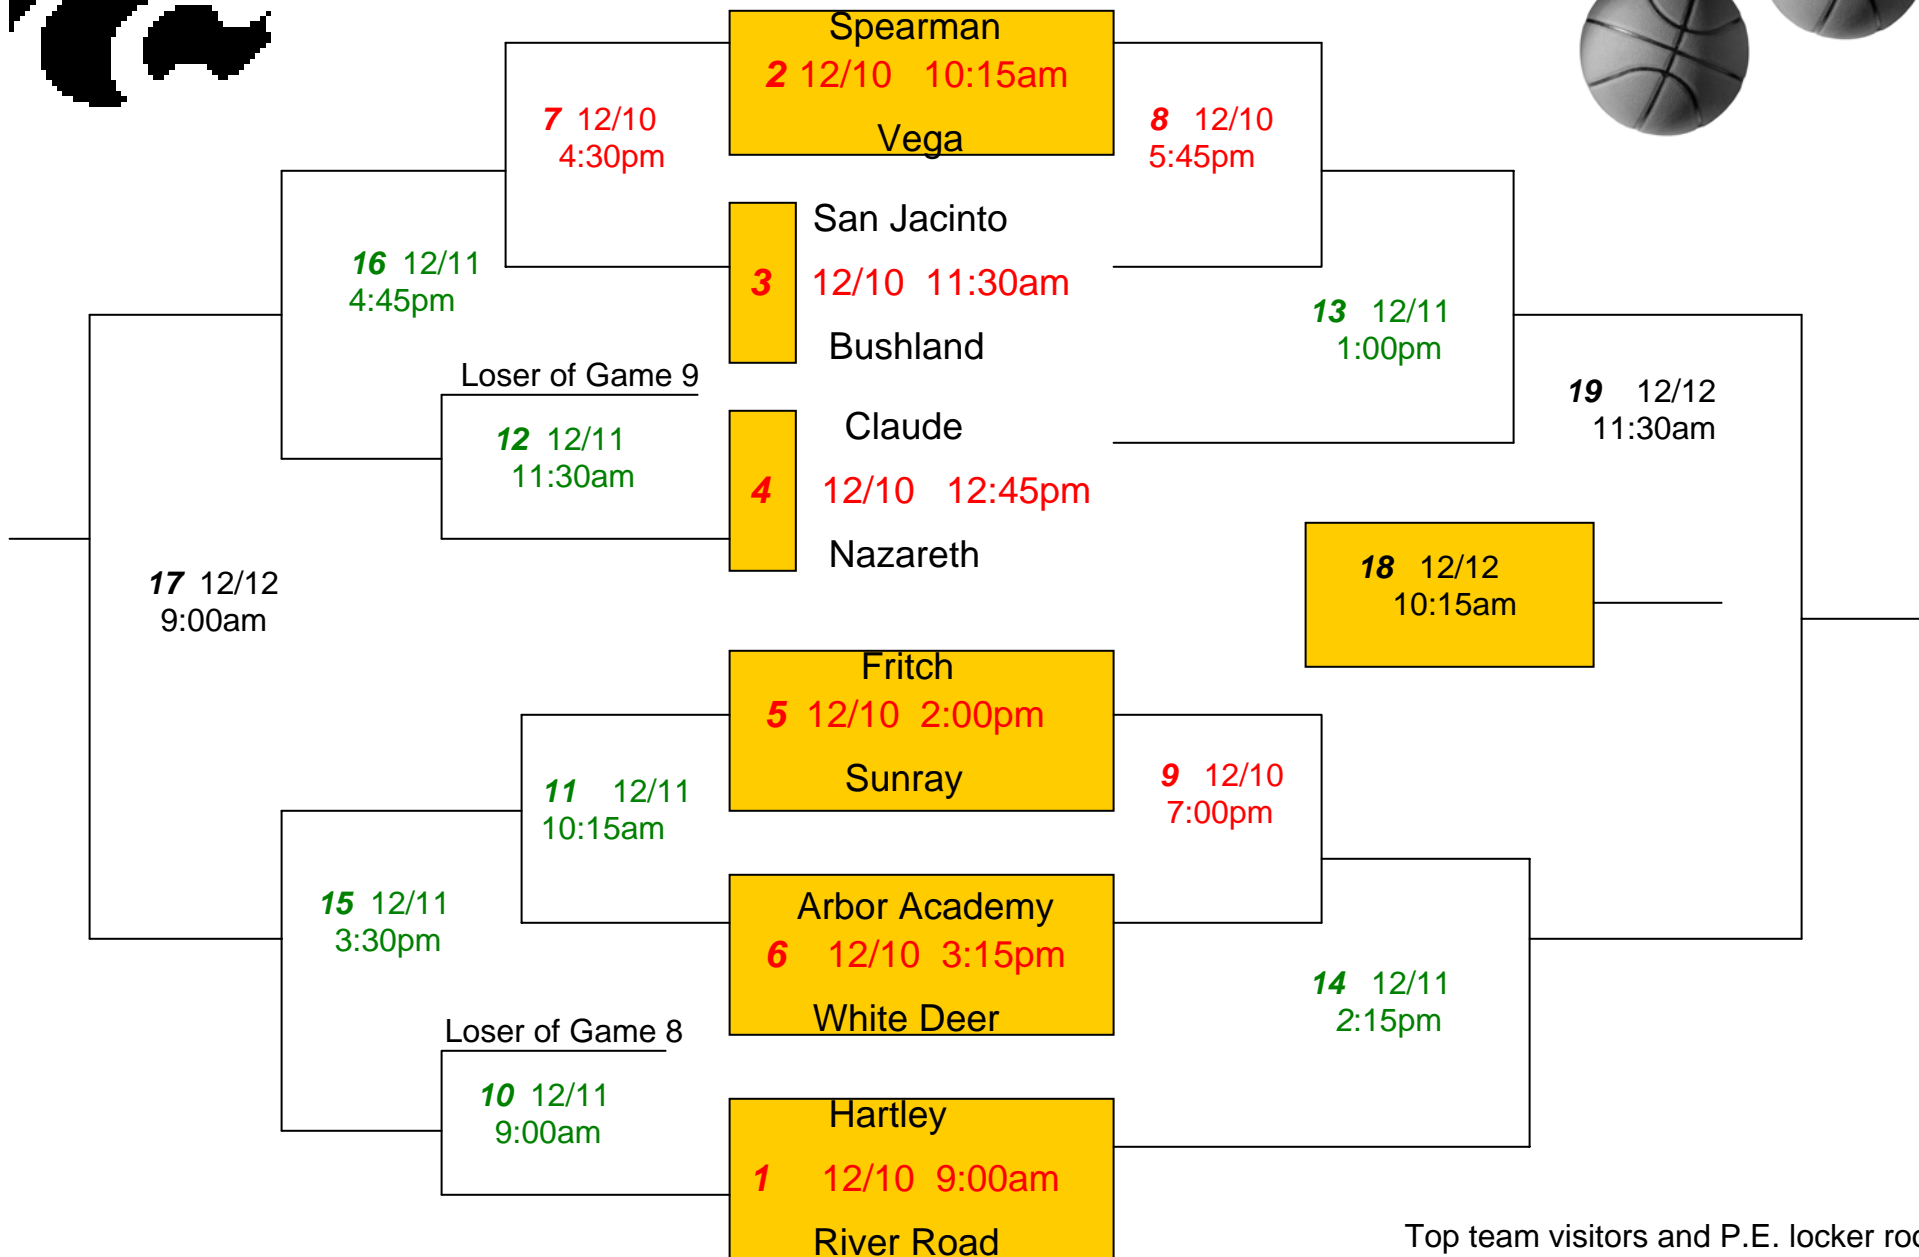 Spearman
2 12/10 10:15am
Vega
7 12/10
4:30pm
8 12/10
5:45pm
San Jacinto
3 12/10 11:30am
Bushland
16 12/11
4:45pm
13 12/11
1:00pm
Loser of Game 9
12 12/11
11:30am
Claude
4 12/10 12:45pm
Nazareth
19 12/12
11:30am
17 12/12
9:00am
18 12/12
10:15am
Fritch
5 12/10 2:00pm
Sunray
11 12/11
10:15am
9 12/10
7:00pm
Arbor Academy
6 12/10 3:15pm
White Deer
15 12/11
3:30pm
14 12/11
2:15pm
Loser of Game 8
10 12/11
9:00am
Hartley
1 12/10 9:00am
River Road
Top team visitors and P.E. locker